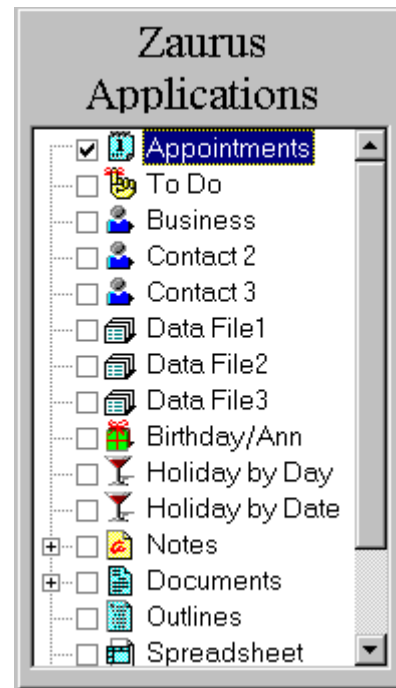 Zaurus
Applications
Appointments
To Do
Business
Contact 2
Contact 3
Data File1
Data File2
Data File3
Birthday/Ann
Holiday by Day
Holiday by Date
Notes
Documents
Outlines
Spreadsheet